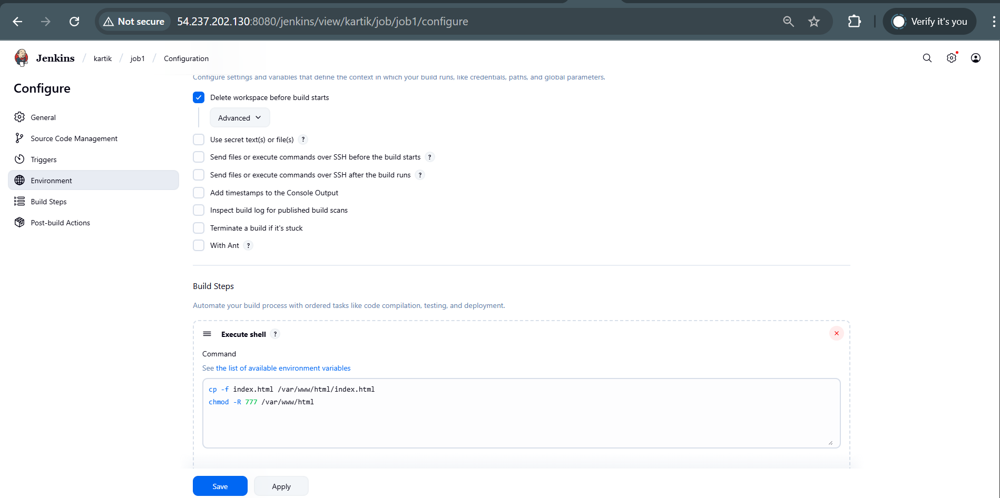 Not secure
54.237.202.130:8080/jenkins/view/kartik/job/job1/configure
Verify it's you
Jenkins / kartik / job1 / Configuration
Configure
General
Source Code Management
Triggers
Environment
Build Steps
Post-build Actions
Configure settings and variables that define the context in which your build runs, like credentials, paths, and global parameters.
Delete workspace before build starts
Advanced
Use secret text(s) or file(s) ?
Send files or execute commands over SSH before the build starts ?
Send files or execute commands over SSH after the build runs ?
Add timestamps to the Console Output
Inspect build log for published build scans
Terminate a build if it's stuck
With Ant ?
Build Steps
Automate your build process with ordered tasks like code compilation, testing, and deployment.
Execute shell ?
Command
See the list of available environment variables
cp -f index.html /var/www/html/index.html
chmod -R 777 /var/www/html
Save
Apply